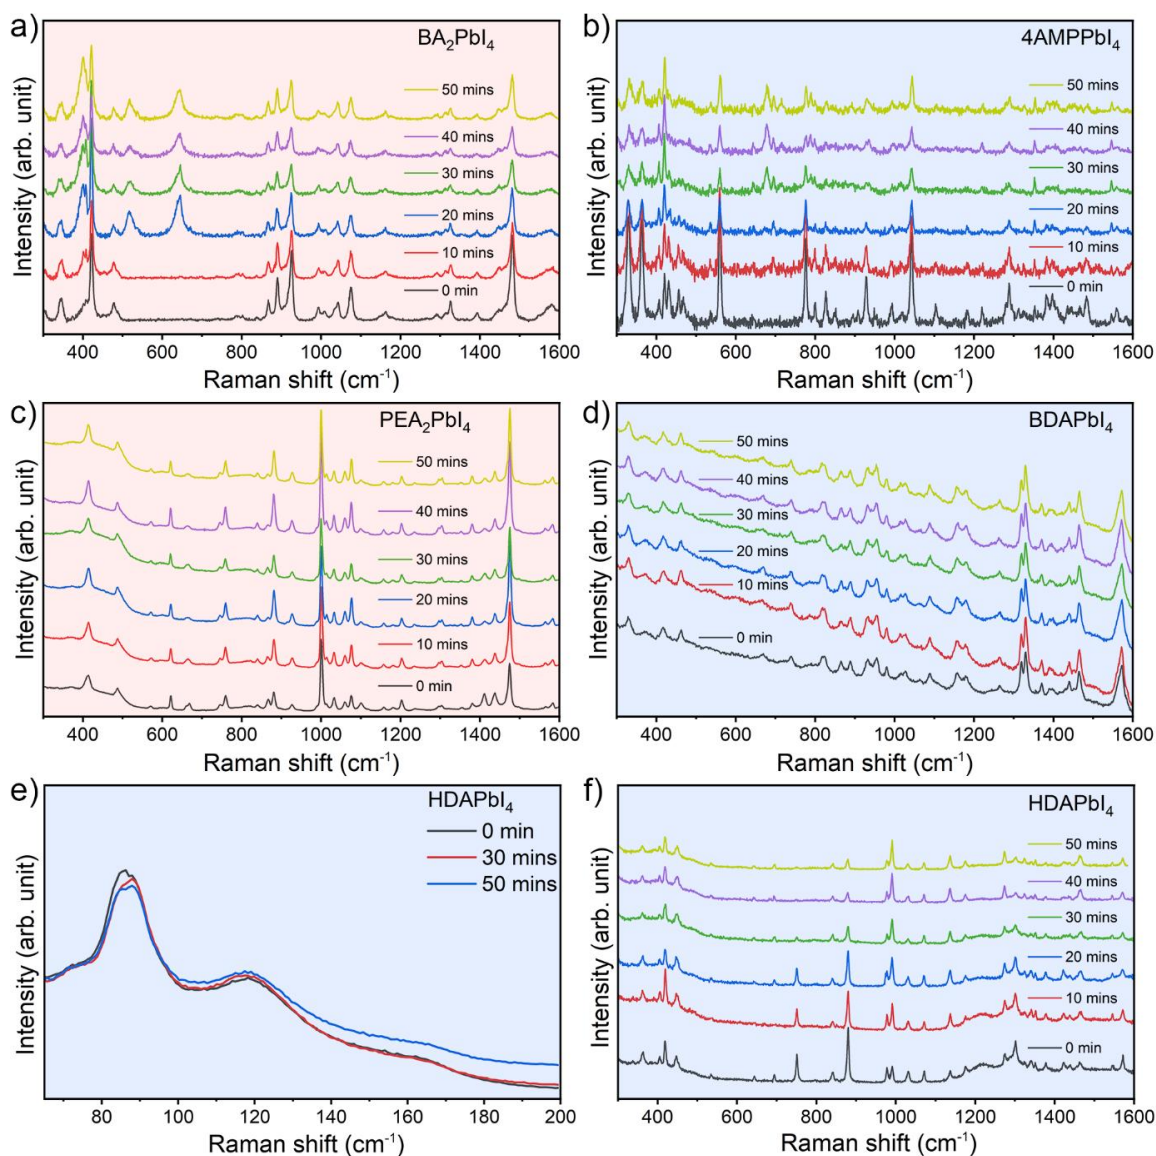 a)
BA₂PbI₄
50 mins
40 mins
30 mins
20 mins
10 mins
0 min
Intensity (arb. unit)
400 600 800 1000 1200 1400 1600
Raman shift (cm⁻¹)
b)
4AMPPbI₄
50 mins
40 mins
30 mins
20 mins
10 mins
0 min
Intensity (arb. unit)
400 600 800 1000 1200 1400 1600
Raman shift (cm⁻¹)
c)
PEA₂PbI₄
50 mins
40 mins
30 mins
20 mins
10 mins
0 min
Intensity (arb. unit)
400 600 800 1000 1200 1400 1600
Raman shift (cm⁻¹)
d)
BDAPbI₄
50 mins
40 mins
30 mins
20 mins
10 mins
0 min
Intensity (arb. unit)
400 600 800 1000 1200 1400 1600
Raman shift (cm⁻¹)
e)
HDAPbI₄
0 min
30 mins
50 mins
Intensity (arb. unit)
80 100 120 140 160 180 200
Raman shift (cm⁻¹)
f)
HDAPbI₄
50 mins
40 mins
30 mins
20 mins
10 mins
0 min
Intensity (arb. unit)
400 600 800 1000 1200 1400 1600
Raman shift (cm⁻¹)